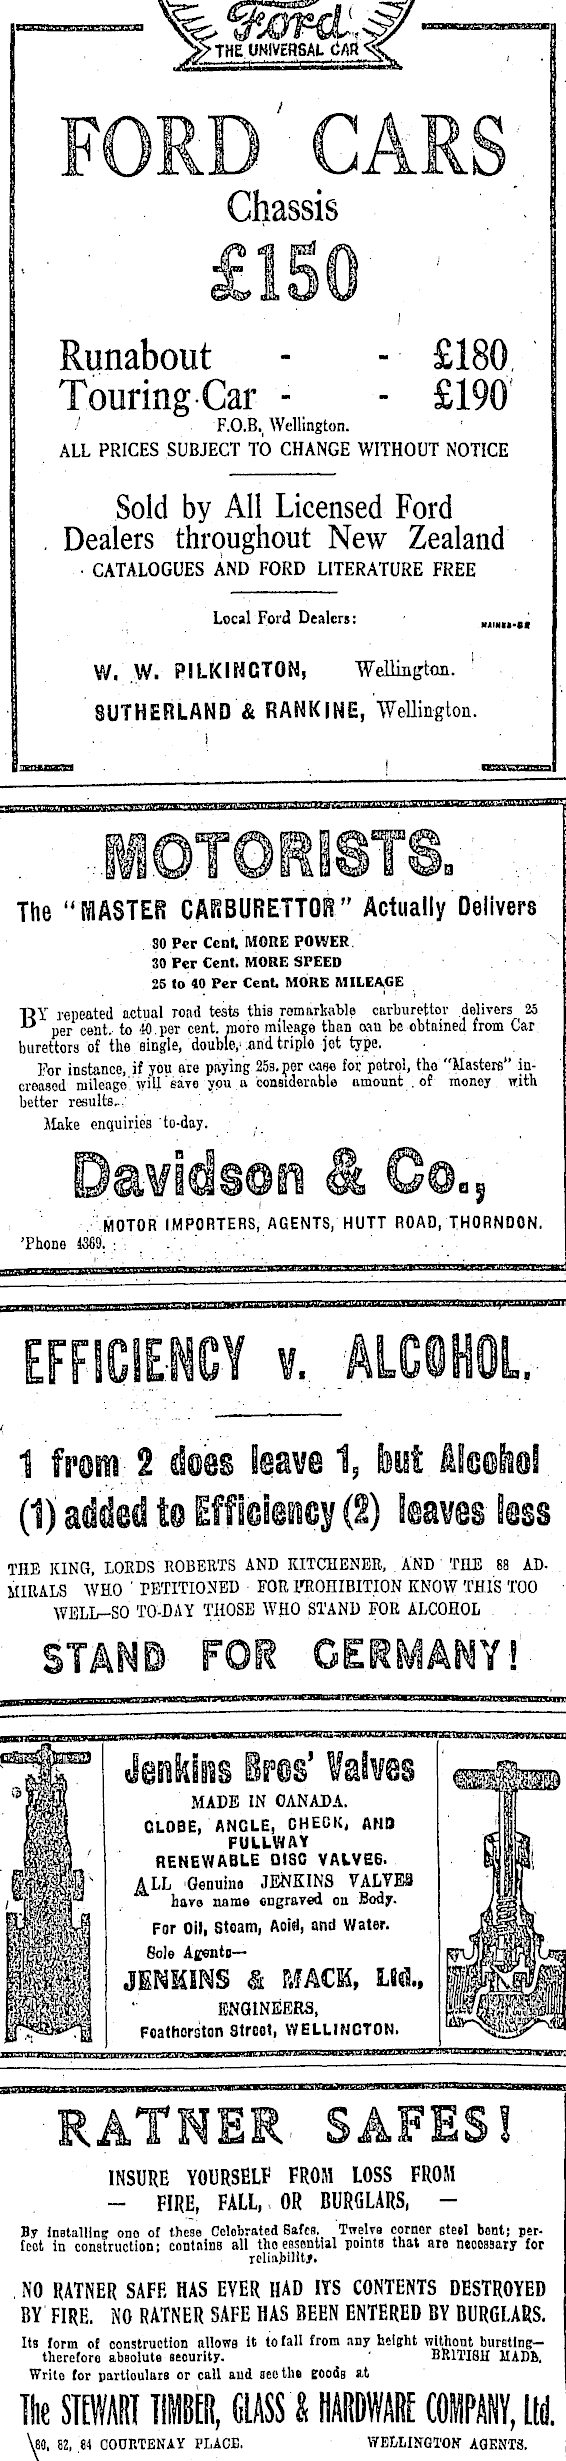 Ford
THE UNIVERSAL CAR
FORD CARS
Chassis
£150
Runabout - - £180
Touring Car - - £190
F.O.B. Wellington.
ALL PRICES SUBJECT TO CHANGE WITHOUT NOTICE
Sold by All Licensed Ford
Dealers throughout New Zealand
CATALOGUES AND FORD LITERATURE FREE
Local Ford Dealers:
W. W. PILKINGTON, Wellington.
SUTHERLAND & RANKINE, Wellington.
MOTORISTS.
The "MASTER CARBURETTOR" Actually Delivers
30 Per Cent. MORE POWER
30 Per Cent. MORE SPEED
25 to 40 Per Cent. MORE MILEAGE
BY repeated actual road tests this remarkable carburettor delivers 25
per cent. to 40 per cent. more mileage than can be obtained from Car
burettors of the single, double, and triple jet type.
For instance, if you are paying 25s. per case for petrol, the "Masters" in-
creased mileage will save you a considerable amount of money with
better results.
Make enquiries to-day.
Davidson & Co.,
MOTOR IMPORTERS, AGENTS, HUTT ROAD, THORNDON.
'Phone 4369.
EFFICIENCY v. ALCOHOL.
1 from 2 does leave 1, but Alcohol
(1) added to Efficiency (2) leaves less
THE KING, LORDS ROBERTS AND KITCHENER, AND THE 88 AD-
MIRALS WHO PETITIONED FOR PROHIBITION KNOW THIS TOO
WELL—SO TO-DAY THOSE WHO STAND FOR ALCOHOL
STAND FOR GERMANY!
Jenkins Bros' Valves
MADE IN CANADA.
GLOBE, ANGLE, CHECK, AND
FULLWAY
RENEWABLE DISC VALVES.
ALL Genuine JENKINS VALVES
have name engraved on Body.
For Oil, Steam, Acid, and Water.
Sole Agents—
JENKINS & MACK, Ltd.,
ENGINEERS,
Featherston Street, WELLINGTON.
RATNER SAFES!
INSURE YOURSELF FROM LOSS FROM
— FIRE, FALL, OR BURGLARS, —
By installing one of these Celebrated Safes. Twelve corner steel bent; per-
fect in construction; contains all the essential points that are necessary for
reliability.
NO RATNER SAFE HAS EVER HAD ITS CONTENTS DESTROYED
BY FIRE. NO RATNER SAFE HAS BEEN ENTERED BY BURGLARS.
Its form of construction allows it to fall from any height without bursting—
therefore absolute security. BRITISH MADE.
Write for particulars or call and see the goods at
The STEWART TIMBER, GLASS & HARDWARE COMPANY, Ltd.
80, 82, 84 COURTENAY PLACE. WELLINGTON AGENTS.